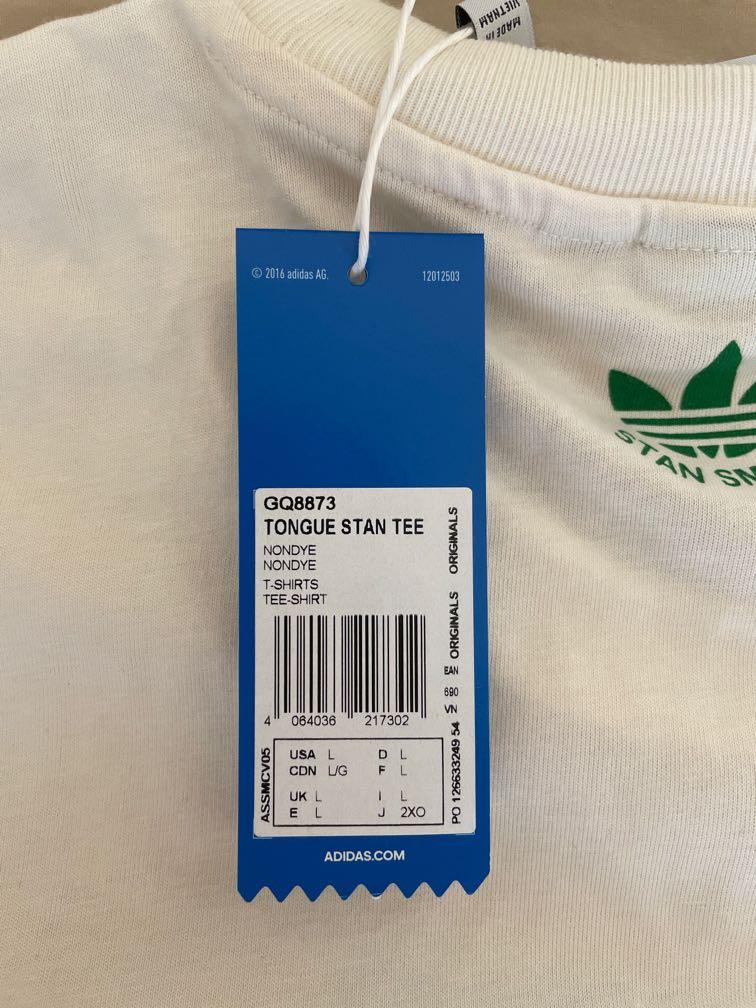 MADE IN
VIETNAM
© 2016 adidas AG.
12012503
STAN SM
GQ8873
TONGUE STAN TEE
NONDYE
NONDYE
T-SHIRTS
TEE-SHIRT
ORIGINALS
ORIGINALS
EAN
690
VN
4 064036 217302
ASSMCV05
USA L D L
CDN L/G F L
UK L I L
E L J 2XO
PO 126633249 54
ADIDAS.COM